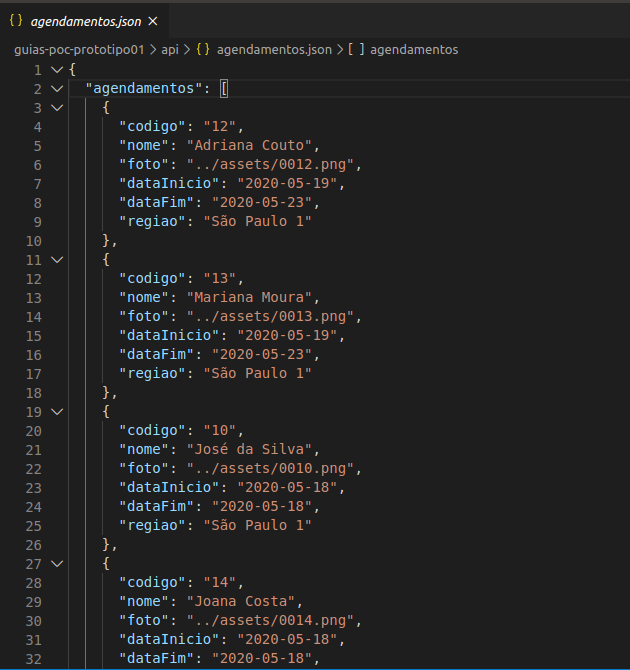 {} agendamentos.json ×
guias-poc-prototipo01 > api > {} agendamentos.json > [ ] agendamentos
1 {
2 "agendamentos": [
3 {
4 "codigo": "12",
5 "nome": "Adriana Couto",
6 "foto": "../assets/0012.png",
7 "dataInicio": "2020-05-19",
8 "dataFim": "2020-05-23",
9 "regiao": "São Paulo 1"
10 },
11 {
12 "codigo": "13",
13 "nome": "Mariana Moura",
14 "foto": "../assets/0013.png",
15 "dataInicio": "2020-05-19",
16 "dataFim": "2020-05-23",
17 "regiao": "São Paulo 1"
18 },
19 {
20 "codigo": "10",
21 "nome": "José da Silva",
22 "foto": "../assets/0010.png",
23 "dataInicio": "2020-05-18",
24 "dataFim": "2020-05-18",
25 "regiao": "São Paulo 1"
26 },
27 {
28 "codigo": "14",
29 "nome": "Joana Costa",
30 "foto": "../assets/0014.png",
31 "dataInicio": "2020-05-18",
32 "dataFim": "2020-05-18",